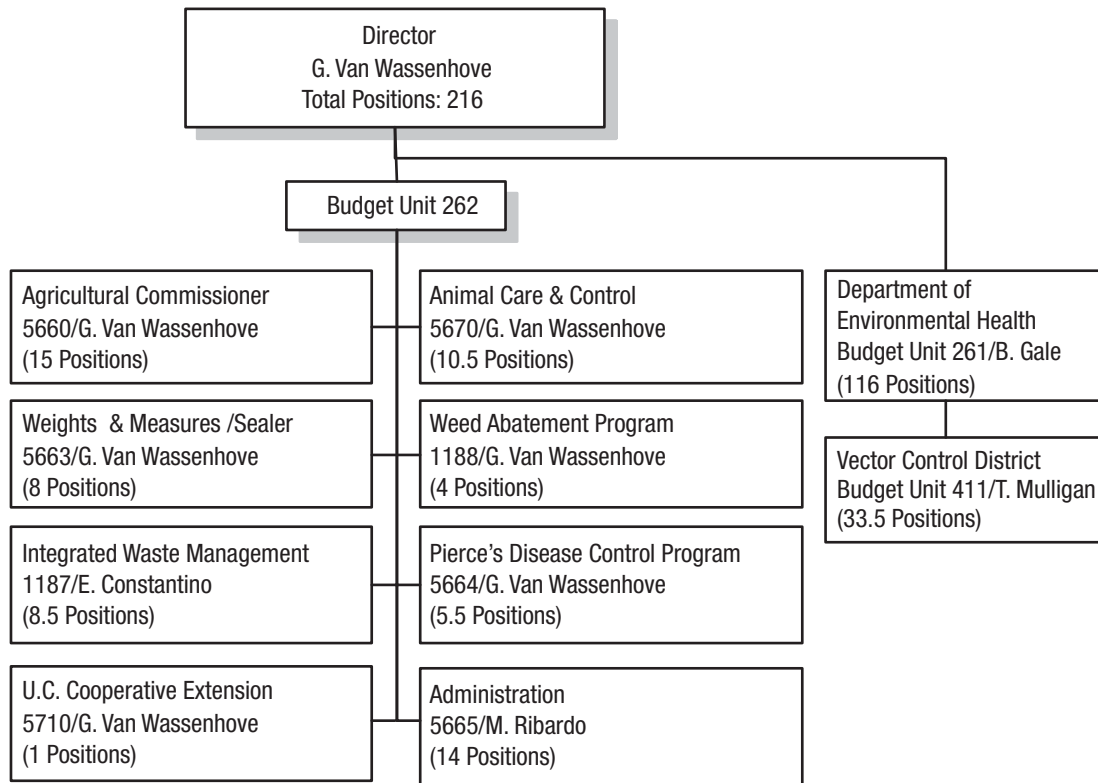 Director
G. Van Wassenhove
Total Positions: 216
Budget Unit 262
Agricultural Commissioner
5660/G. Van Wassenhove
(15 Positions)
Animal Care & Control
5670/G. Van Wassenhove
(10.5 Positions)
Department of
Environmental Health
Budget Unit 261/B. Gale
(116 Positions)
Weights & Measures /Sealer
5663/G. Van Wassenhove
(8 Positions)
Weed Abatement Program
1188/G. Van Wassenhove
(4 Positions)
Vector Control District
Budget Unit 411/T. Mulligan
(33.5 Positions)
Integrated Waste Management
1187/E. Constantino
(8.5 Positions)
Pierce's Disease Control Program
5664/G. Van Wassenhove
(5.5 Positions)
U.C. Cooperative Extension
5710/G. Van Wassenhove
(1 Positions)
Administration
5665/M. Ribardo
(14 Positions)